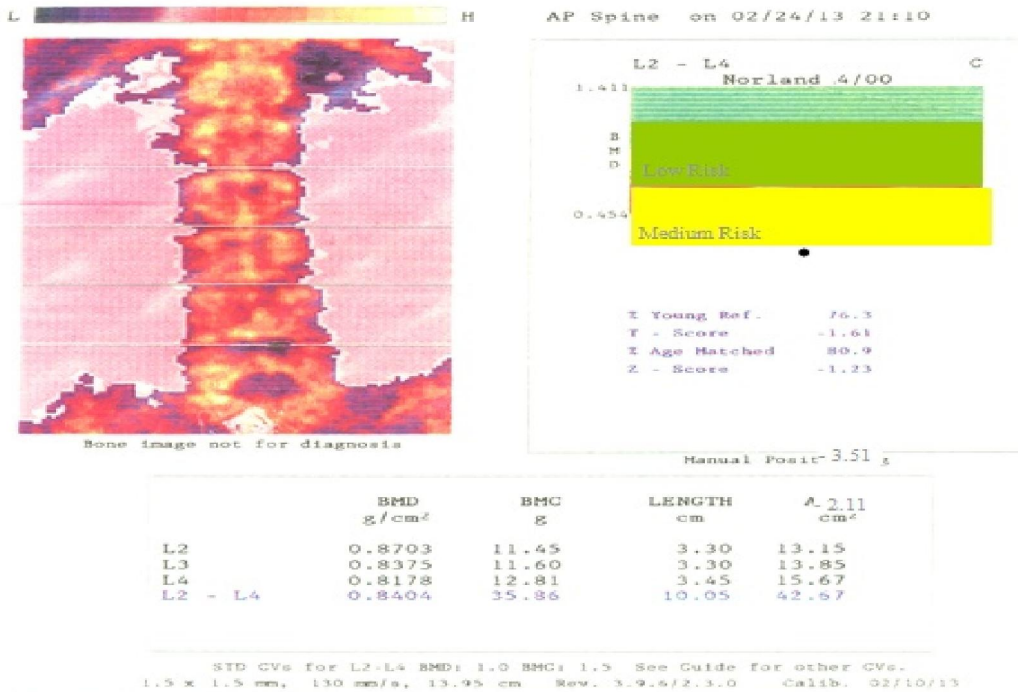 L H
AP Spine on 02/24/13 21:10
L2 - L4 C
Norland 4/00
1.411
BMD
Low Risk
0.454
Medium Risk
% Young Ref. 76.3
T - Score -1.61
% Age Matched 80.9
Z - Score -1.23
Bone image not for diagnosis
Manual Posit - 3.51 g
BMD BMC LENGTH A - 2.11
g/cm² g cm cm²
L2 0.8703 11.45 3.30 13.15
L3 0.8375 11.60 3.30 13.85
L4 0.8178 12.81 3.45 15.67
L2 - L4 0.8404 35.86 10.05 42.67
STD CVs for L2-L4 BMD: 1.0 BMC: 1.5 See Guide for other CVs.
1.5 x 1.5 mm, 130 mm/s, 13.95 cm Rev. 3.9.6/2.3.0 Calib. 02/10/13